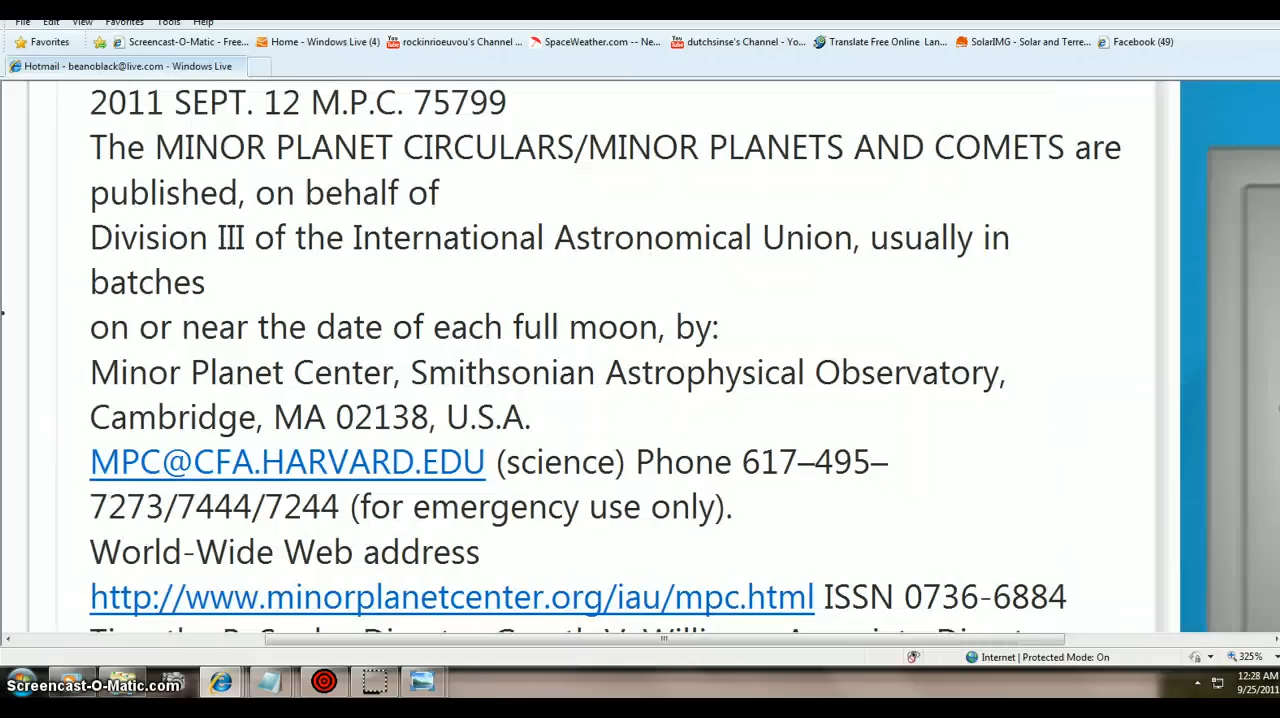 File Edit View Favorites Tools Help
Favorites Screencast-O-Matic - Free... Home - Windows Live (4) rockinrioeuvou's Channel ... SpaceWeather.com -- Ne... dutchsinse's Channel - Yo... Translate Free Online Lan... SolarIMG - Solar and Terre... Facebook (49)
Hotmail - beanoblack@live.com - Windows Live
2011 SEPT. 12 M.P.C. 75799
The MINOR PLANET CIRCULARS/MINOR PLANETS AND COMETS are
published, on behalf of
Division III of the International Astronomical Union, usually in
batches
on or near the date of each full moon, by:
Minor Planet Center, Smithsonian Astrophysical Observatory,
Cambridge, MA 02138, U.S.A.
MPC@CFA.HARVARD.EDU (science) Phone 617–495–
7273/7444/7244 (for emergency use only).
World-Wide Web address
http://www.minorplanetcenter.org/iau/mpc.html ISSN 0736-6884
Internet | Protected Mode: On 325%
Screencast-O-Matic.com
12:28 AM
9/25/2011